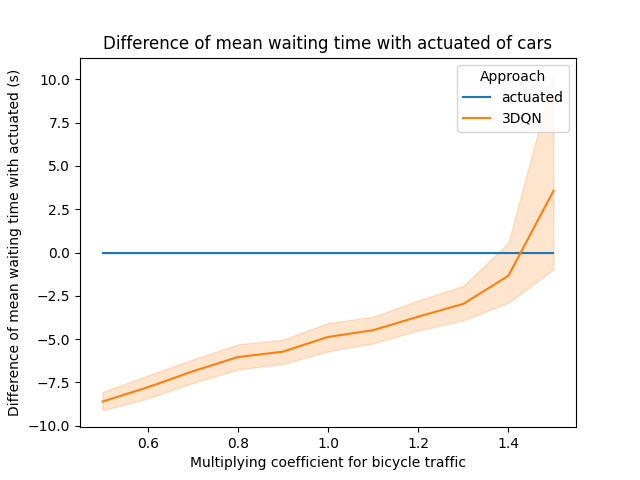 Difference of mean waiting time with actuated of cars
Difference of mean waiting time with actuated (s)
10.0
7.5
5.0
2.5
0.0
−2.5
−5.0
−7.5
−10.0
Approach
actuated
3DQN
0.6 0.8 1.0 1.2 1.4
Multiplying coefficient for bicycle traffic